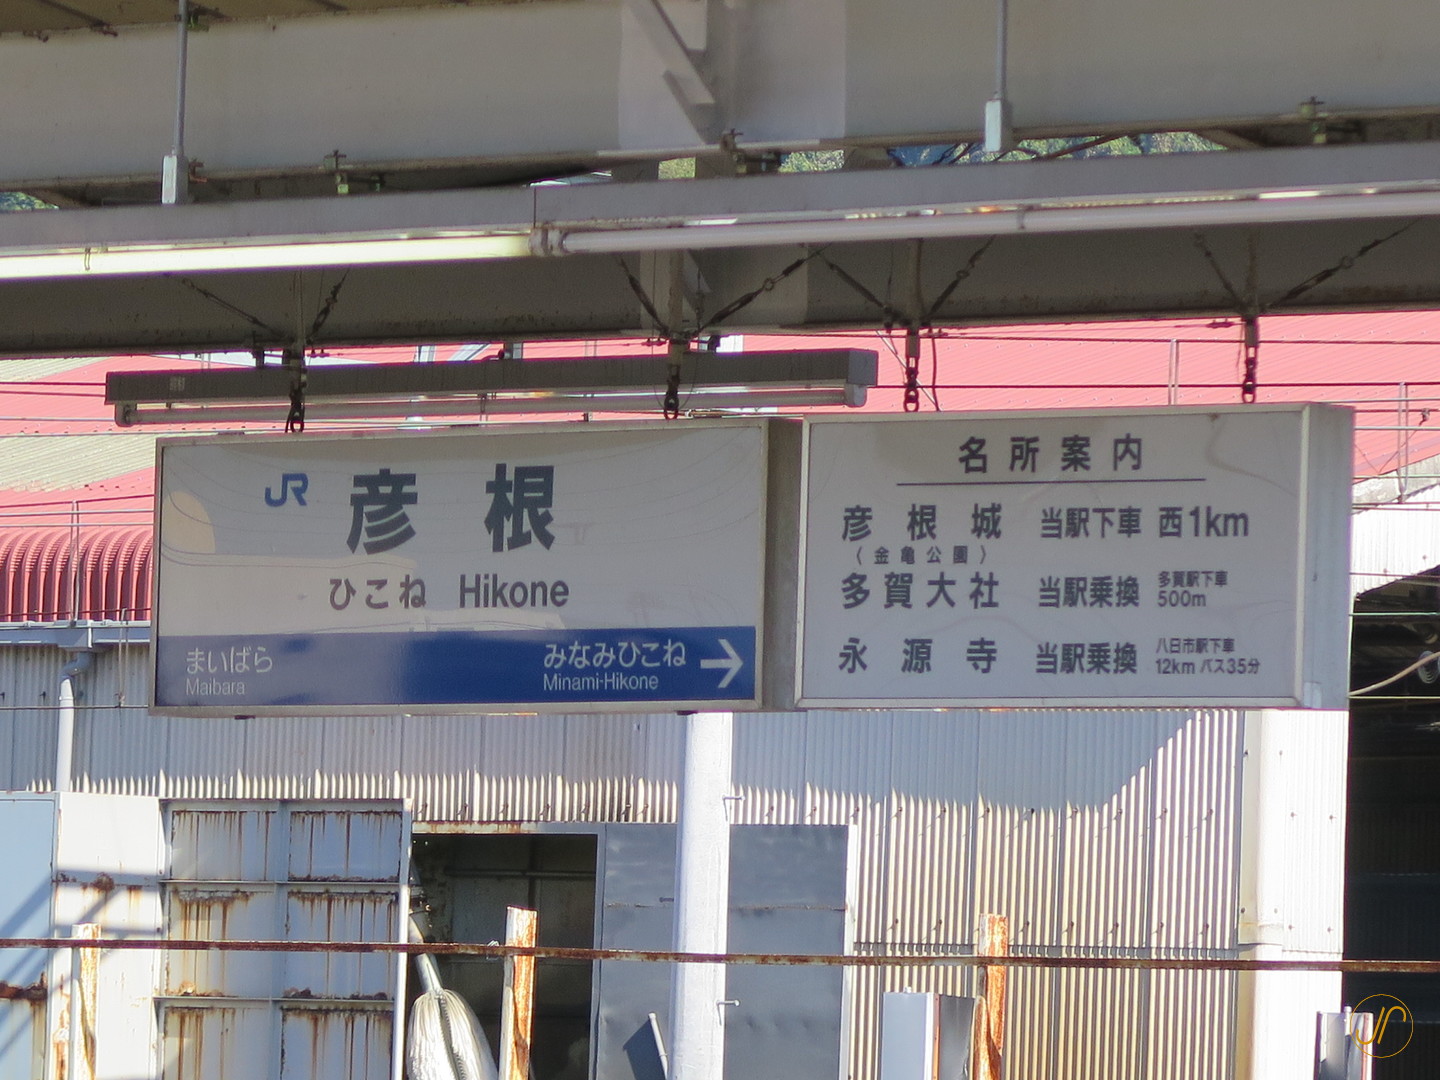 JR 彦根
ひこね Hikone
まいばら
Maibara
みなみひこね →
Minami-Hikone
名所案内
彦根城 当駅下車 西1km
(金亀公園)
多賀大社 当駅乗換 多賀駅下車 500m
永源寺 当駅乗換 八日市駅下車 12km バス35分